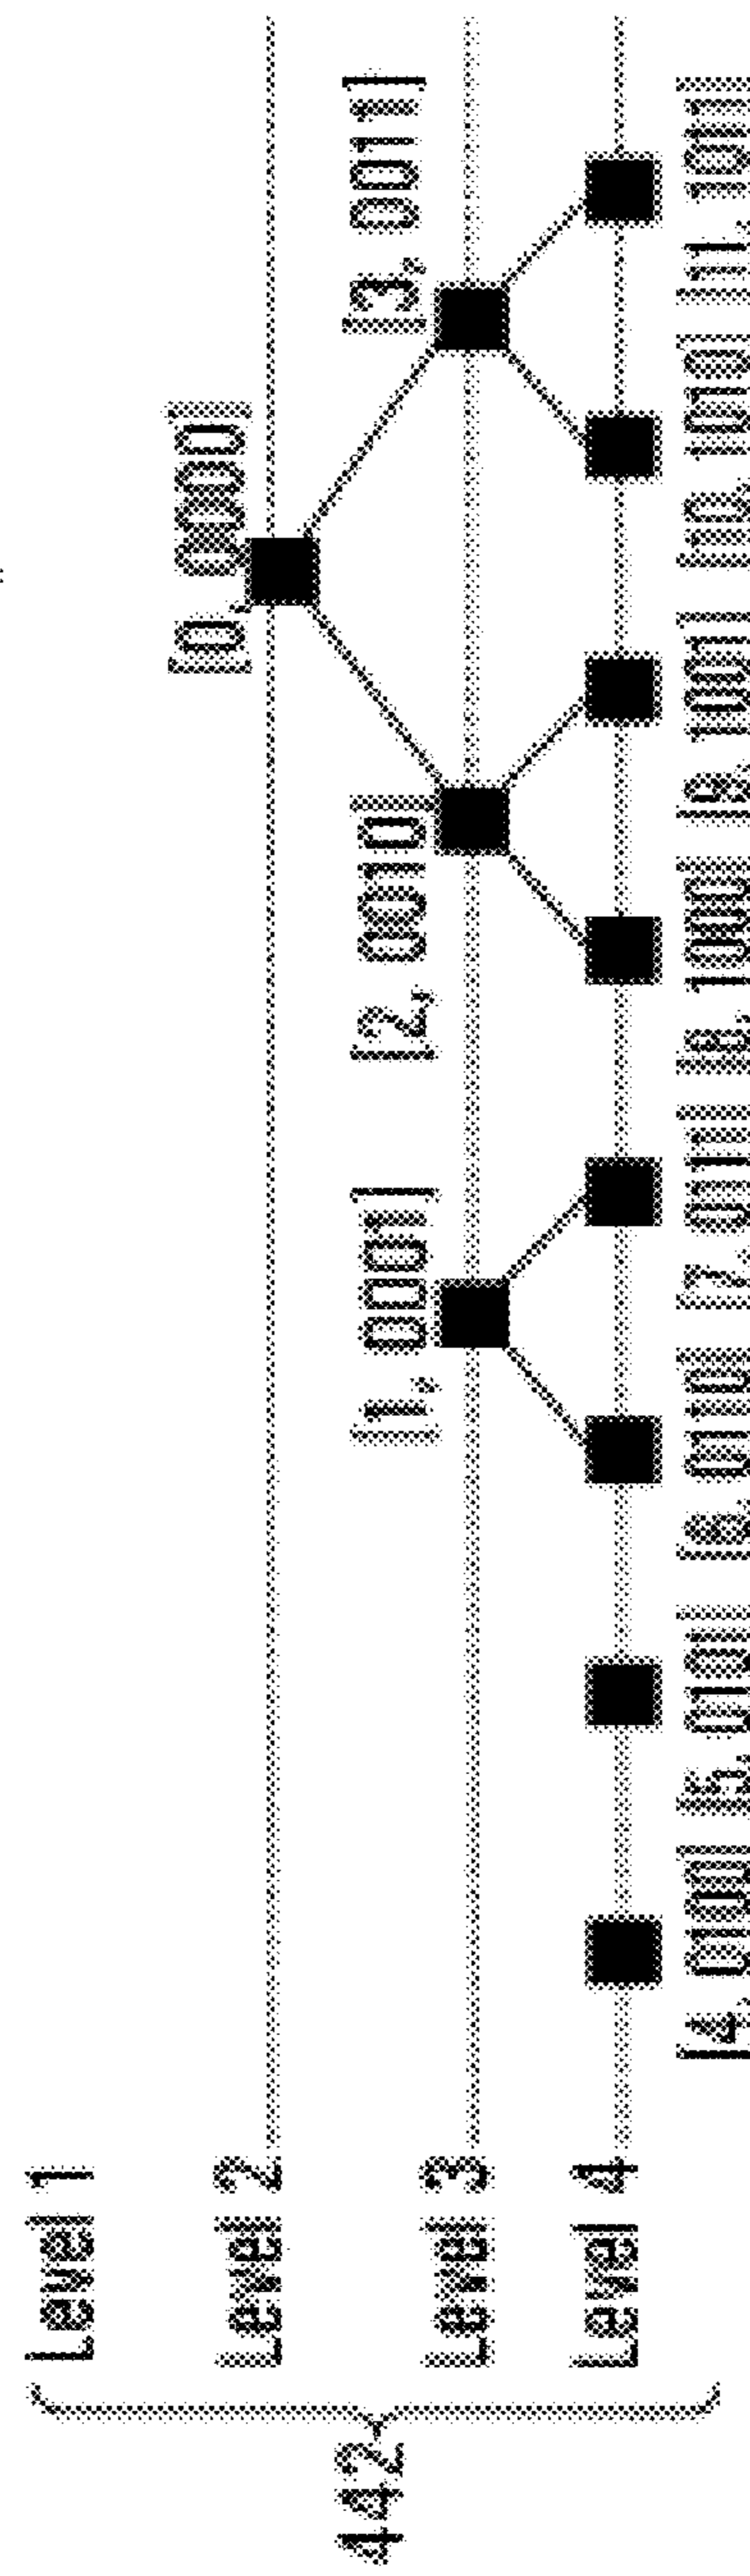 Level 1
Level 2
[0, 0000]
Level 3
[1, 0001] [2, 0010] [3, 0011]
Level 4
[4, 0100] [5, 0101] [6, 0110] [7, 0111] [8, 1000] [9, 1001] [10, 1010] [11, 1011]
442